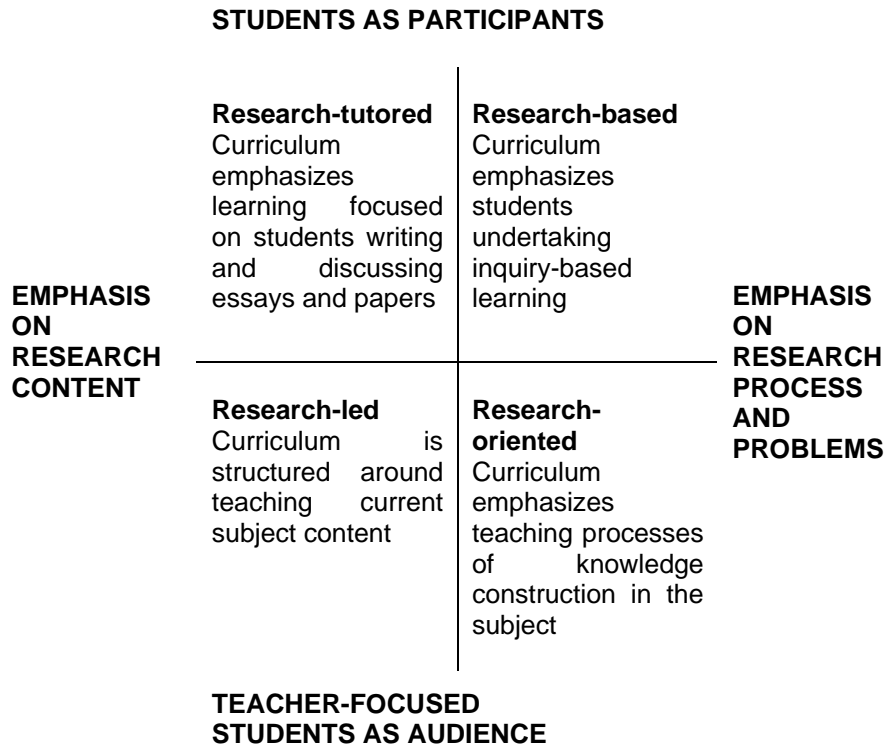 STUDENTS AS PARTICIPANTS
Research-tutored
Curriculum
emphasizes
learning focused
on students writing
and discussing
essays and papers
Research-based
Curriculum
emphasizes
students
undertaking
inquiry-based
learning
EMPHASIS
ON
RESEARCH
CONTENT
EMPHASIS
ON
RESEARCH
PROCESS
AND
PROBLEMS
Research-led
Curriculum is
structured around
teaching current
subject content
Research-
oriented
Curriculum
emphasizes
teaching processes
of knowledge
construction in the
subject
TEACHER-FOCUSED
STUDENTS AS AUDIENCE